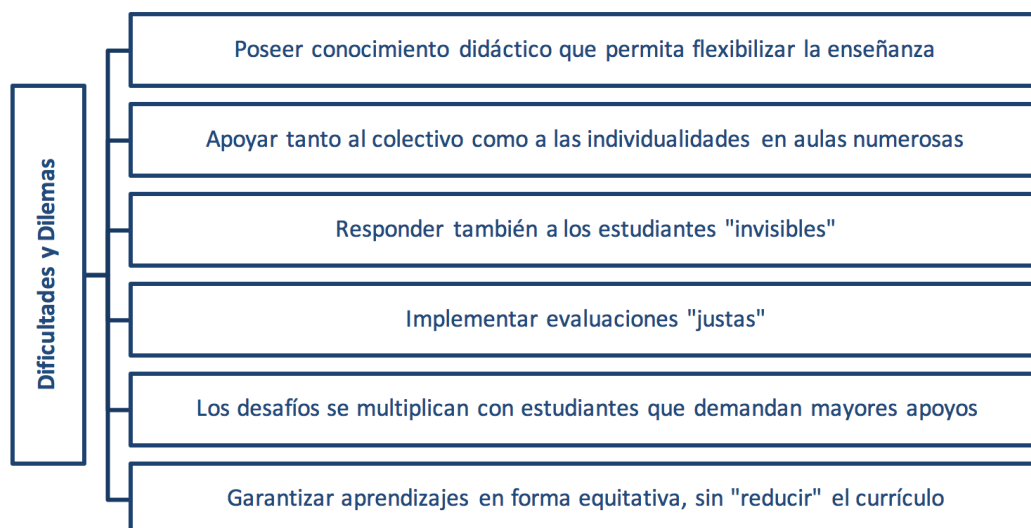 Dificultades y Dilemas
Poseer conocimiento didáctico que permita flexibilizar la enseñanza
Apoyar tanto al colectivo como a las individualidades en aulas numerosas
Responder también a los estudiantes "invisibles"
Implementar evaluaciones "justas"
Los desafíos se multiplican con estudiantes que demandan mayores apoyos
Garantizar aprendizajes en forma equitativa, sin "reducir" el currículo